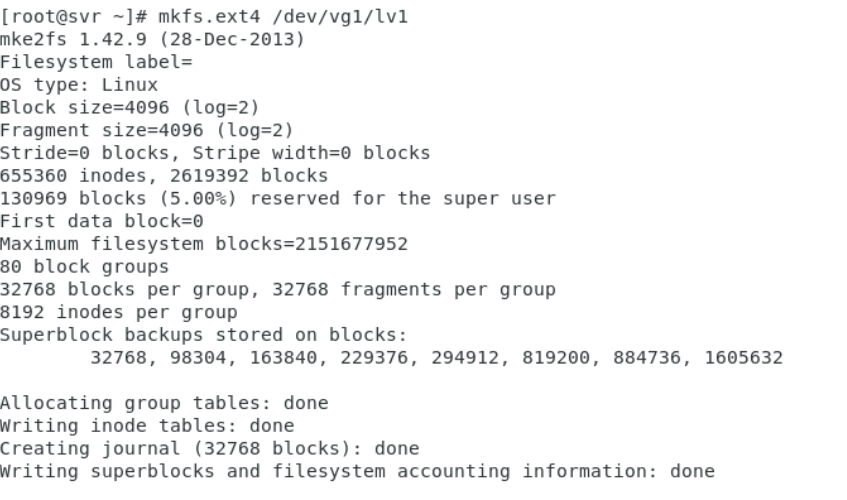 [root@svr ~]# mkfs.ext4 /dev/vg1/lv1
mke2fs 1.42.9 (28-Dec-2013)
Filesystem label=
OS type: Linux
Block size=4096 (log=2)
Fragment size=4096 (log=2)
Stride=0 blocks, Stripe width=0 blocks
655360 inodes, 2619392 blocks
130969 blocks (5.00%) reserved for the super user
First data block=0
Maximum filesystem blocks=2151677952
80 block groups
32768 blocks per group, 32768 fragments per group
8192 inodes per group
Superblock backups stored on blocks:
        32768, 98304, 163840, 229376, 294912, 819200, 884736, 1605632
Allocating group tables: done
Writing inode tables: done
Creating journal (32768 blocks): done
Writing superblocks and filesystem accounting information: done